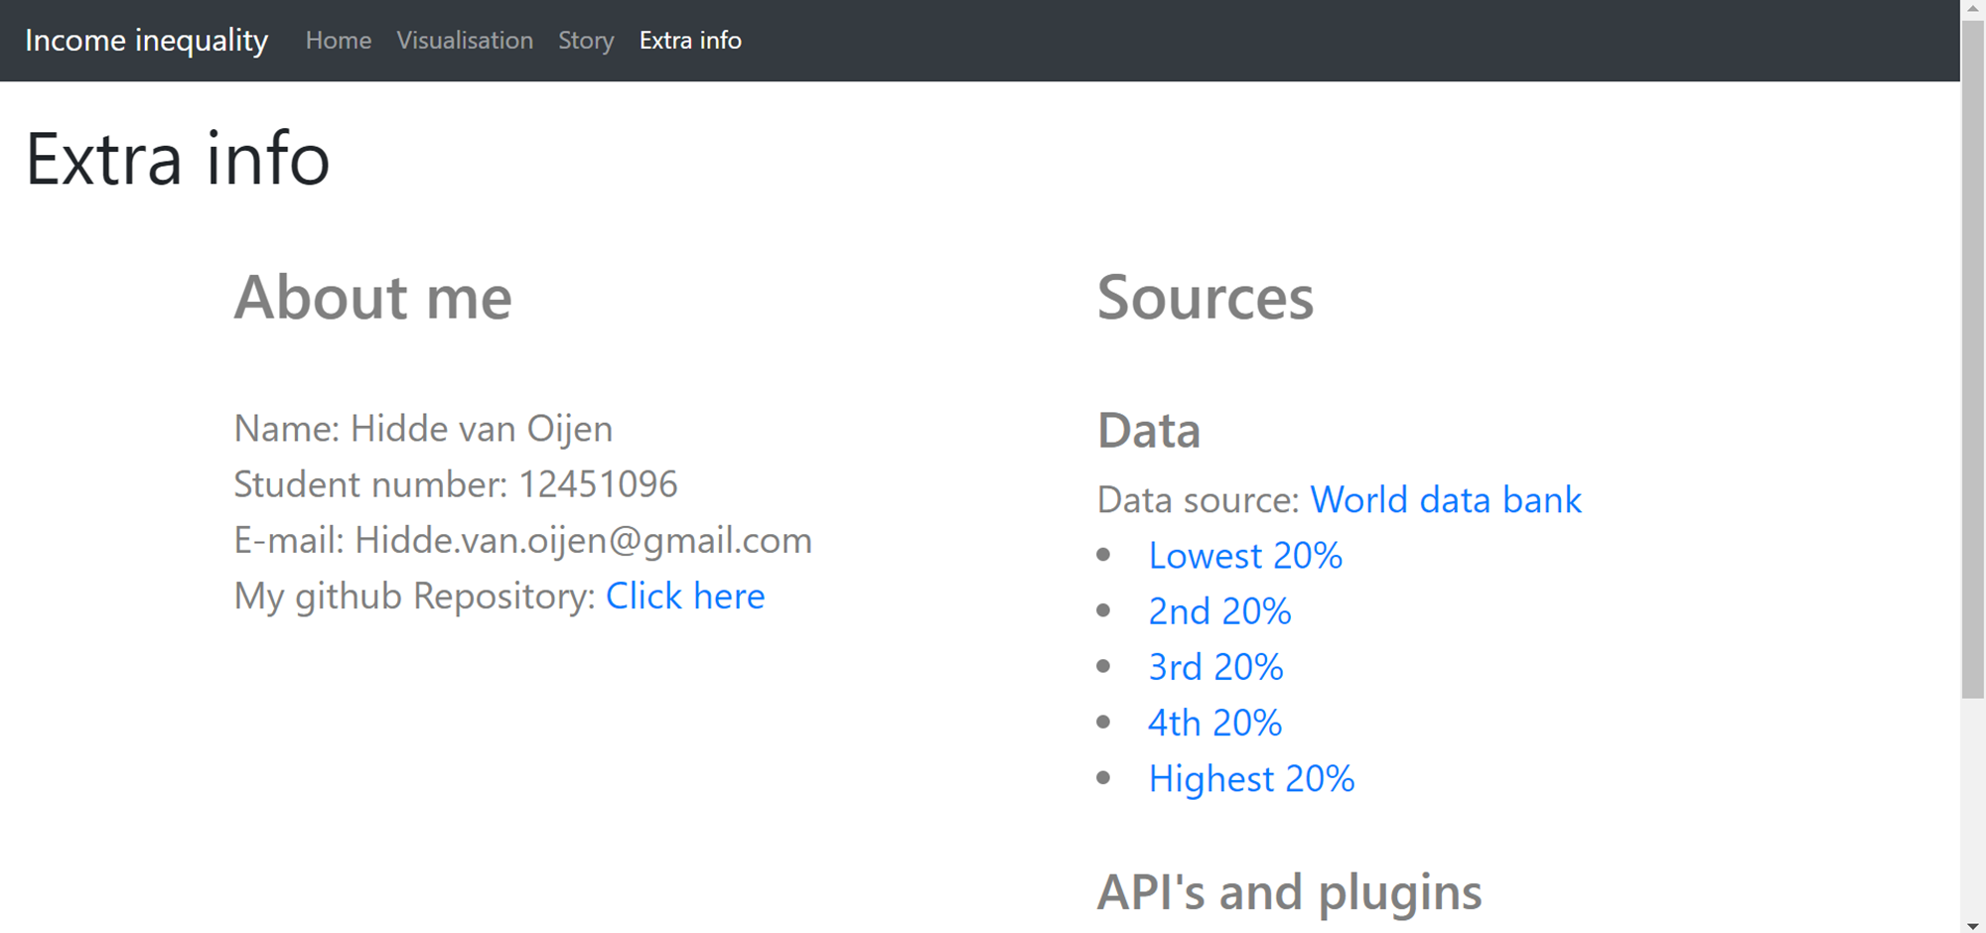 Income inequality Home Visualisation Story Extra info
Extra info
About me
Name: Hidde van Oijen
Student number: 12451096
E-mail: Hidde.van.oijen@gmail.com
My github Repository: Click here
Sources
Data
Data source: World data bank
Lowest 20%
2nd 20%
3rd 20%
4th 20%
Highest 20%
API's and plugins